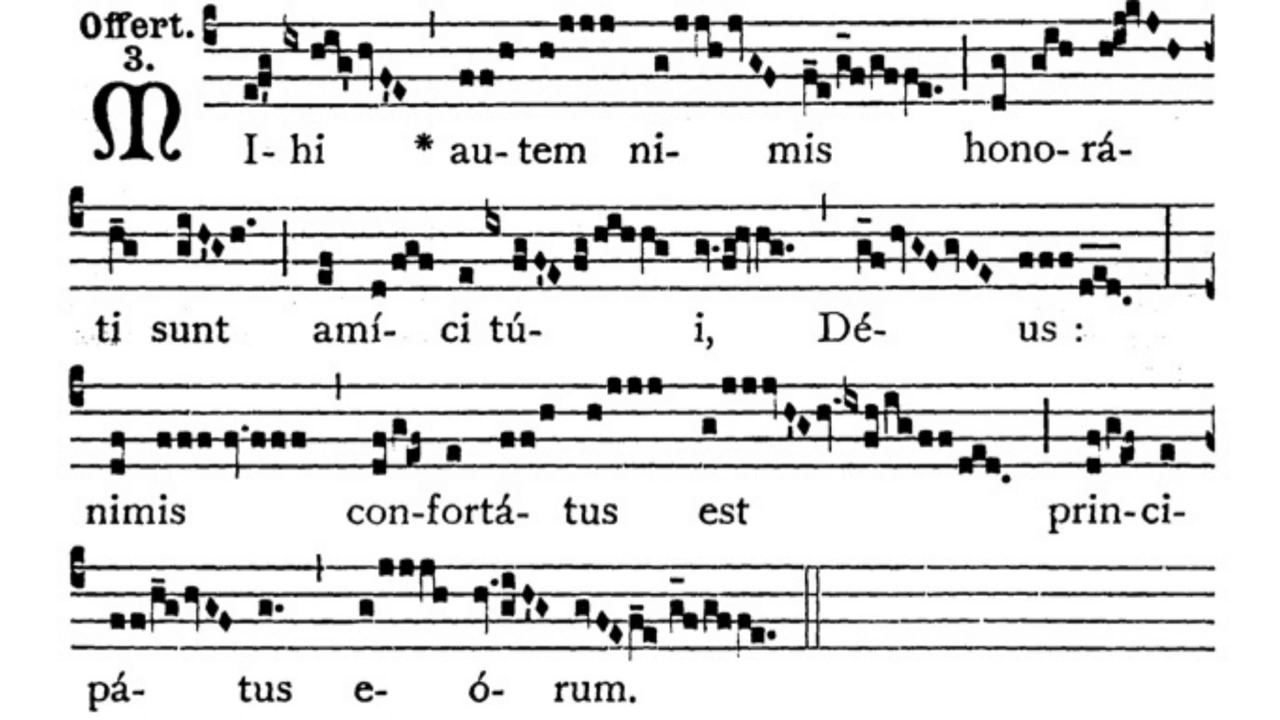 Offert.
3.
MI- hi * au- tem ni- mis hono- rá-
ti sunt amí- ci tú- i, Dé- us :
nimis con-fortá- tus est prin-ci-
pá- tus e- ó- rum.